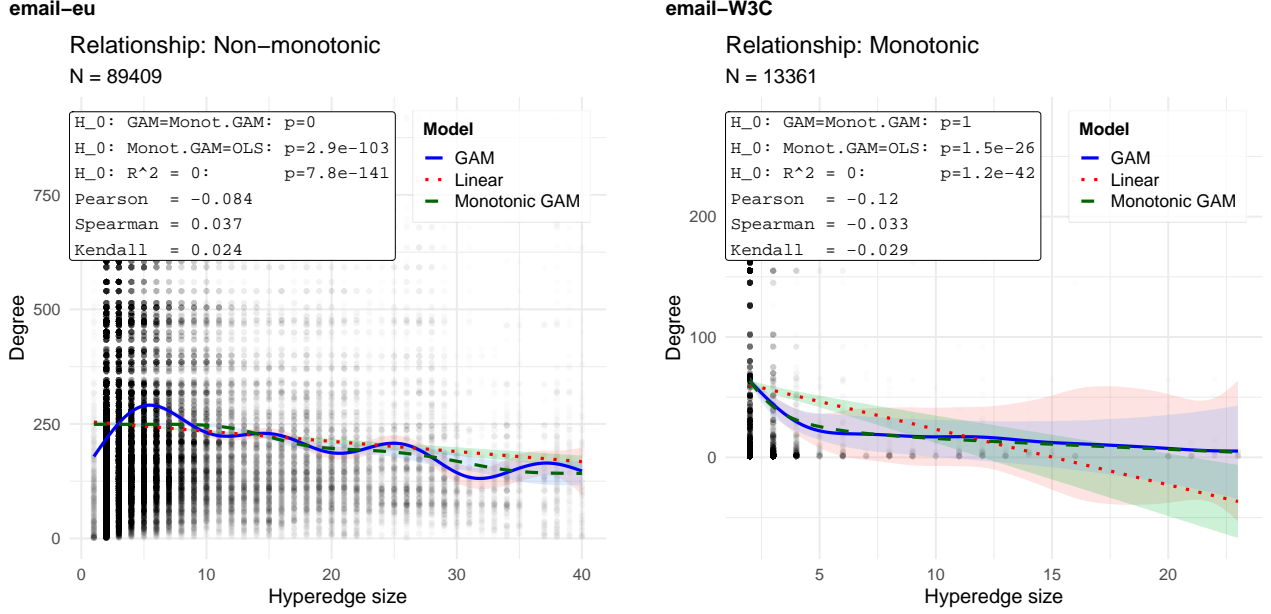 email−eu
Relationship: Non−monotonic
N = 89409
H_0: GAM=Monot.GAM: p=0
H_0: Monot.GAM=OLS: p=2.9e-103
H_0: R^2 = 0: p=7.8e-141
Pearson = -0.084
Spearman = 0.037
Kendall = 0.024
Model
GAM
Linear
Monotonic GAM
Degree
750
500
250
0
0 10 20 30 40
Hyperedge size
email−W3C
Relationship: Monotonic
N = 13361
H_0: GAM=Monot.GAM: p=1
H_0: Monot.GAM=OLS: p=1.5e-26
H_0: R^2 = 0: p=1.2e-42
Pearson = -0.12
Spearman = -0.033
Kendall = -0.029
Model
GAM
Linear
Monotonic GAM
Degree
200
100
0
5 10 15 20
Hyperedge size